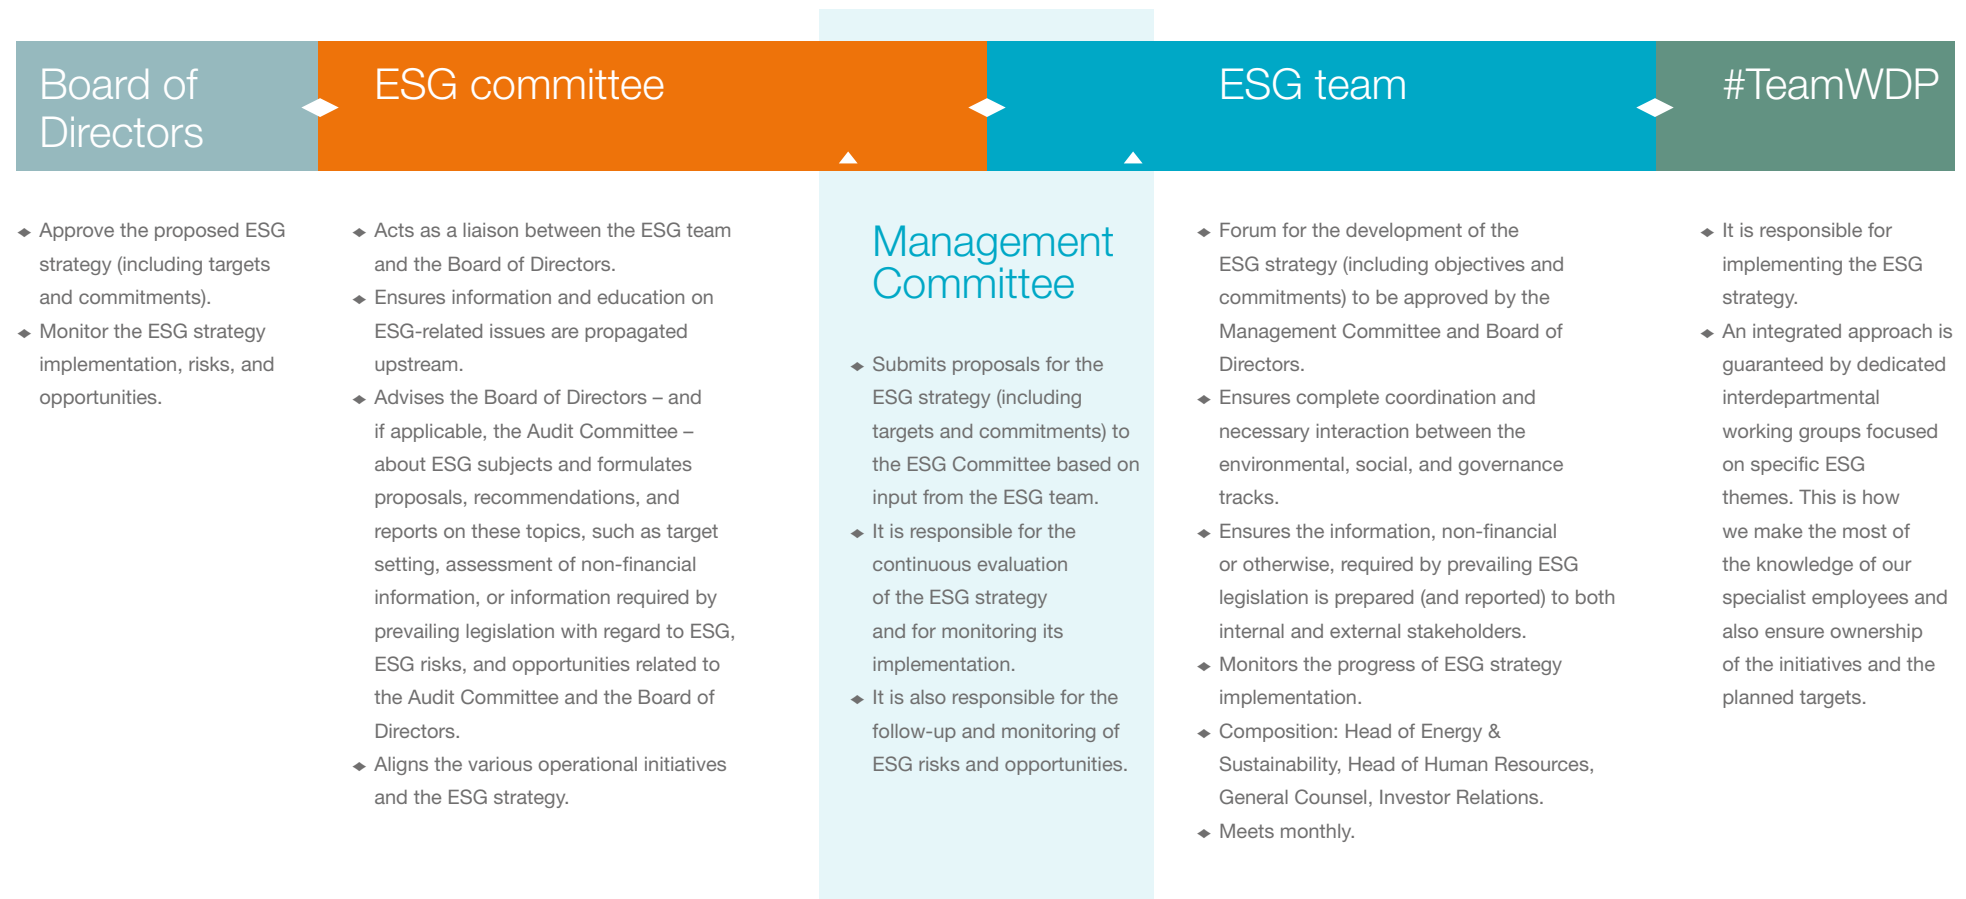 Board of
Directors
ESG committee
ESG team
#TeamWDP
Approve the proposed ESG
strategy (including targets
and commitments).
Monitor the ESG strategy
implementation, risks, and
opportunities.
Acts as a liaison between the ESG team
and the Board of Directors.
Ensures information and education on
ESG-related issues are propagated
upstream.
Advises the Board of Directors – and
if applicable, the Audit Committee –
about ESG subjects and formulates
proposals, recommendations, and
reports on these topics, such as target
setting, assessment of non-financial
information, or information required by
prevailing legislation with regard to ESG,
ESG risks, and opportunities related to
the Audit Committee and the Board of
Directors.
Aligns the various operational initiatives
and the ESG strategy.
Management
Committee
Submits proposals for the
ESG strategy (including
targets and commitments) to
the ESG Committee based on
input from the ESG team.
It is responsible for the
continuous evaluation
of the ESG strategy
and for monitoring its
implementation.
It is also responsible for the
follow-up and monitoring of
ESG risks and opportunities.
Forum for the development of the
ESG strategy (including objectives and
commitments) to be approved by the
Management Committee and Board of
Directors.
Ensures complete coordination and
necessary interaction between the
environmental, social, and governance
tracks.
Ensures the information, non-financial
or otherwise, required by prevailing ESG
legislation is prepared (and reported) to both
internal and external stakeholders.
Monitors the progress of ESG strategy
implementation.
Composition: Head of Energy &
Sustainability, Head of Human Resources,
General Counsel, Investor Relations.
Meets monthly.
It is responsible for
implementing the ESG
strategy.
An integrated approach is
guaranteed by dedicated
interdepartmental
working groups focused
on specific ESG
themes. This is how
we make the most of
the knowledge of our
specialist employees and
also ensure ownership
of the initiatives and the
planned targets.